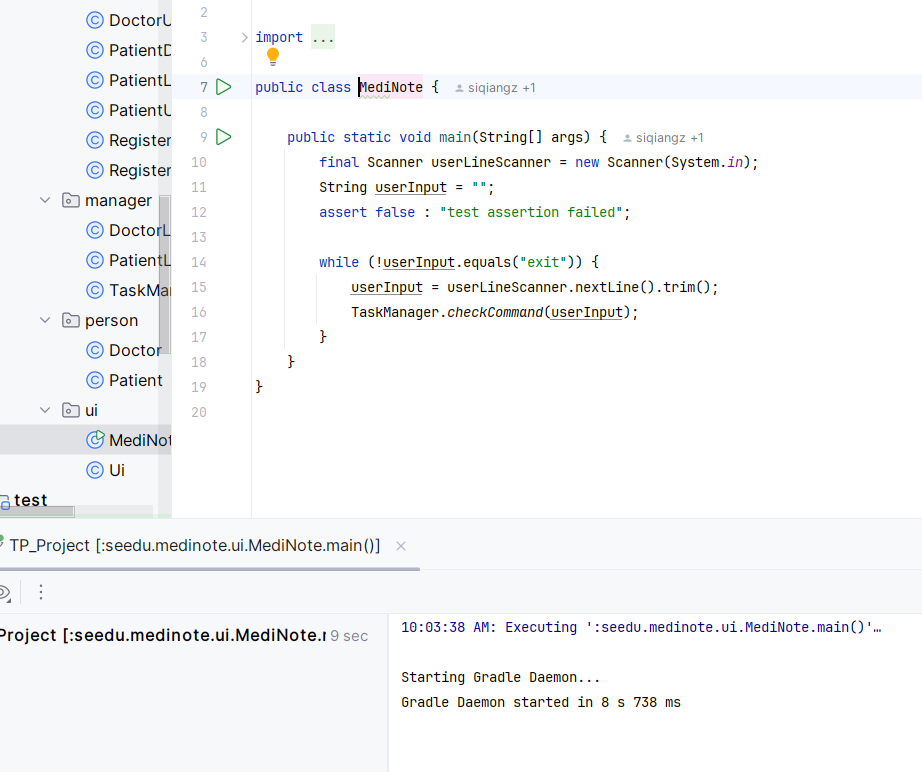 DoctorU
PatientD
PatientL
PatientU
Register
Register
manager
DoctorL
PatientL
TaskMa
person
Doctor
Patient
ui
MediNot
Ui
test
2
3 import ...
6
7 public class MediNote { siqiangz +1
8
9 public static void main(String[] args) { siqiangz +1
10 final Scanner userLineScanner = new Scanner(System.in);
11 String userInput = "";
12 assert false : "test assertion failed";
13
14 while (!userInput.equals("exit")) {
15 userInput = userLineScanner.nextLine().trim();
16 TaskManager.checkCommand(userInput);
17 }
18 }
19 }
20
TP_Project [:seedu.medinote.ui.MediNote.main()]
Project [:seedu.medinote.ui.MediNote.r 9 sec
10:03:38 AM: Executing ':seedu.medinote.ui.MediNote.main()'…
Starting Gradle Daemon...
Gradle Daemon started in 8 s 738 ms